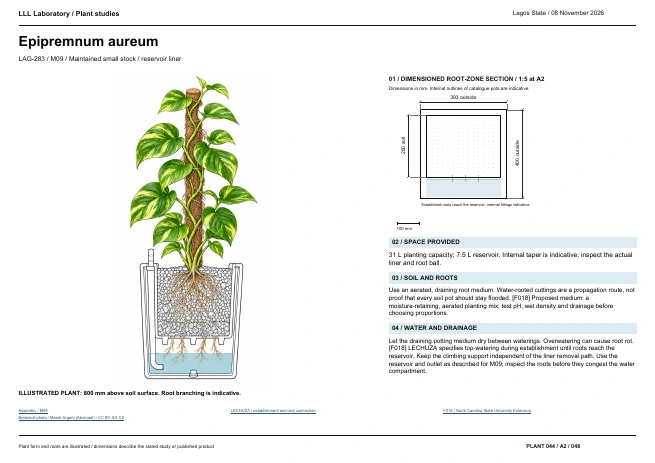 LLL Laboratory / Plant studies
Lagos State / 08 November 2026
Epipremnum aureum
LAG-283 / M09 / Maintained small stock / reservoir liner
01 / DIMENSIONED ROOT-ZONE SECTION / 1:5 at A2
Dimensions in mm. Internal outlines of catalogue pots are indicative.
393 outside
280 soil
400 outside
Established roots reach the reservoir; internal fittings indicative.
100 mm
02 / SPACE PROVIDED
31 L planting capacity; 7.5 L reservoir. Internal taper is indicative; inspect the actual
liner and root ball.
03 / SOIL AND ROOTS
Use an aerated, draining root medium. Water-rooted cuttings are a propagation route, not
proof that every soil pot should stay flooded. [F018] Proposed medium: a
moisture-retaining, aerated planting mix; test pH, wet density and drainage before
choosing proportions.
04 / WATER AND DRAINAGE
Let the draining potting medium dry between waterings. Overwatering can cause root rot.
[F018] LECHUZA specifies top-watering during establishment until roots reach the
reservoir. Keep the climbing support independent of the liner removal path. Use the
reservoir and outlet as described for M09; inspect the roots before they congest the water
compartment.
ILLUSTRATED PLANT: 800 mm above soil surface. Root branching is indicative.
Assembly / M09
LECHUZA / establishment and root connection
F018 / North Carolina State University Extension
Botanical photo / Marek Argent (Abrimaal) / CC BY-SA 3.0
Plant form and roots are illustrated / dimensions describe the stated study or published product
PLANT 044 / A2 / 048